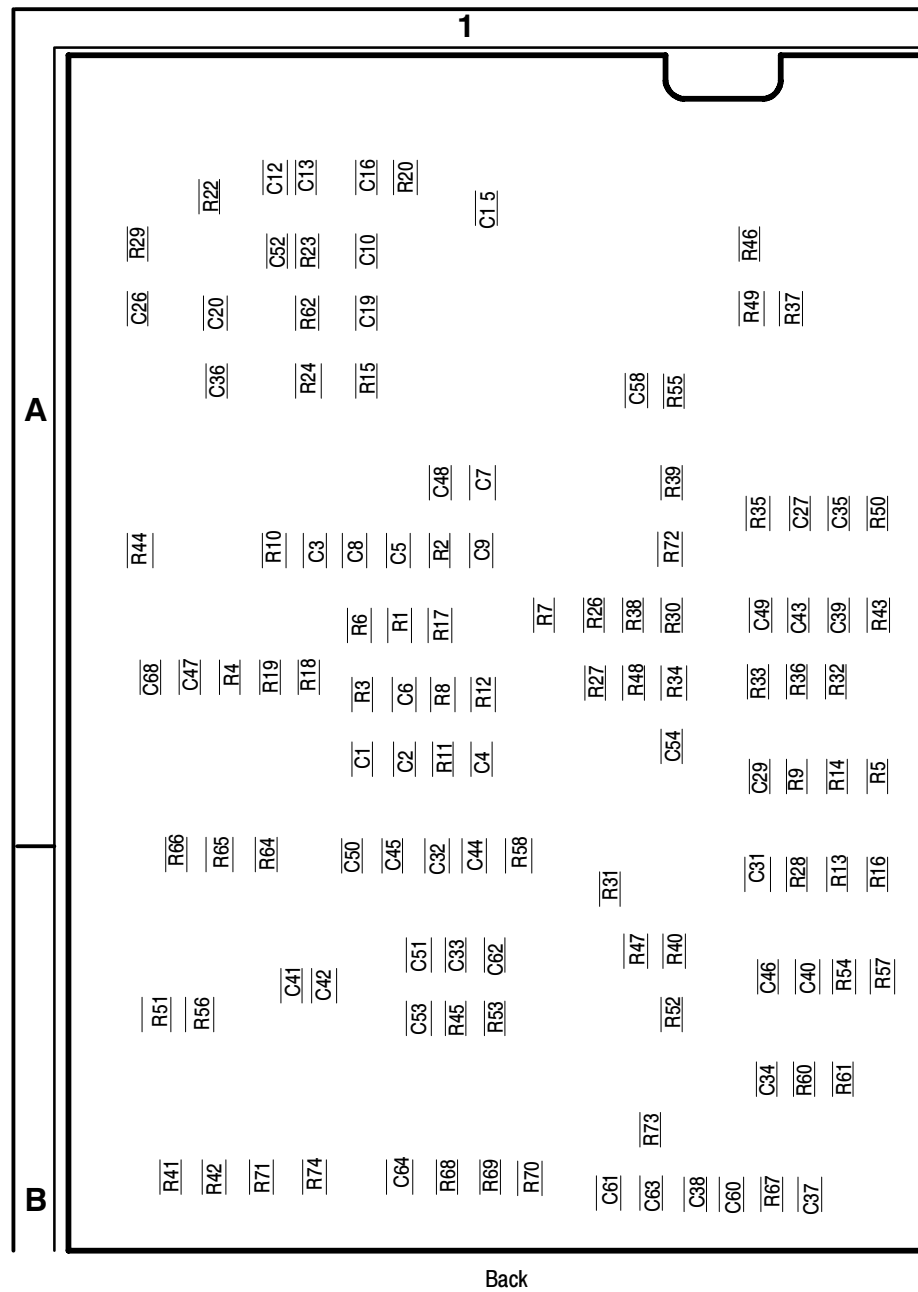 1
C12 C13 C16 R20
R22
C1 5
R29 C52 R23 C10 R46
C26 C20 R62 C19 R49 R37
C36 R24 R15 C58 R55
A
C48 C7 R39
R35 C27 C35 R50
R44 R10 C3 C8 C5 R2 C9 R72
R6 R1 R17 R7 R26 R38 R30 C49 C43 C39 R43
C68 C47 R4 R19 R18 R3 C6 R8 R12 R27 R48 R34 R33 R36 R32
C1 C2 R11 C4 C54
C29 R9 R14 R5
R66 R65 R64 C50 C45 C32 C44 R58
R31 C31 R28 R13 R16
C51 C33 C62 R47 R40
C41 C42 C46 C40 R54 R57
R51 R56 C53 R45 R53 R52
C34 R60 R61
R73
R41 R42 R71 R74 C64 R68 R69 R70
B
C61 C63 C38 C60 R67 C37
Back